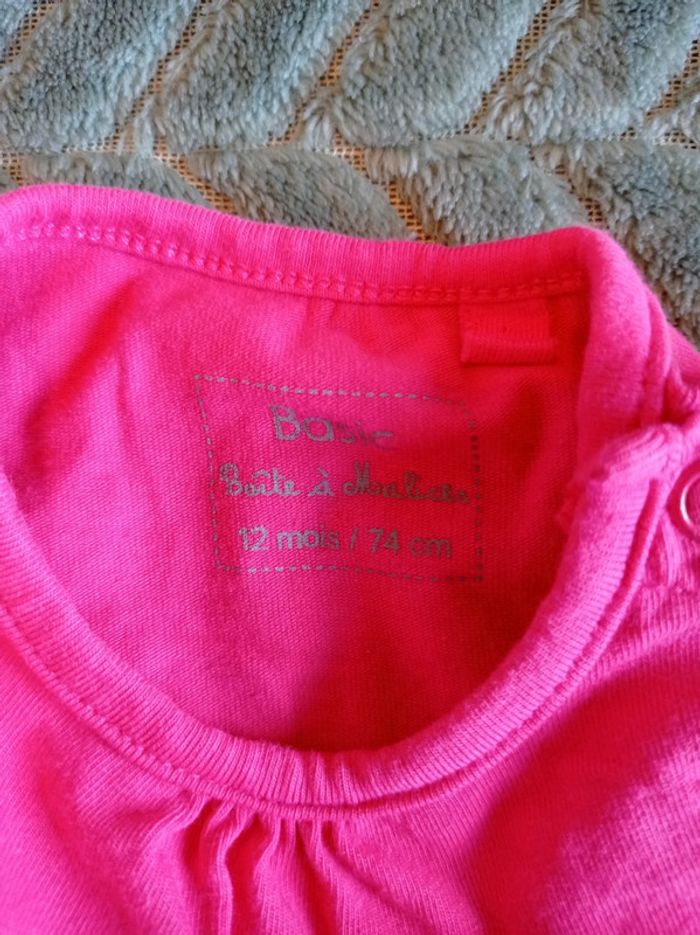 Basic
Boîte à Malices
12 mois / 74 cm